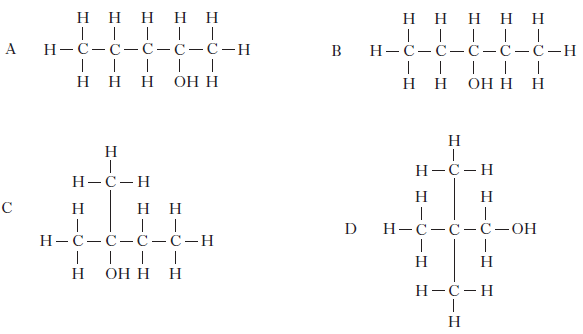 H H H H H
A H–C–C–C–C–C–H
H H H OH H
H H H H H
B H–C–C–C–C–C–H
H H OH H H
H
H–C–H
H H H
C H–C–C–C–C–H
H OH H H
H
H–C–H
H H
D H–C–C–C–OH
H H
H–C–H
H